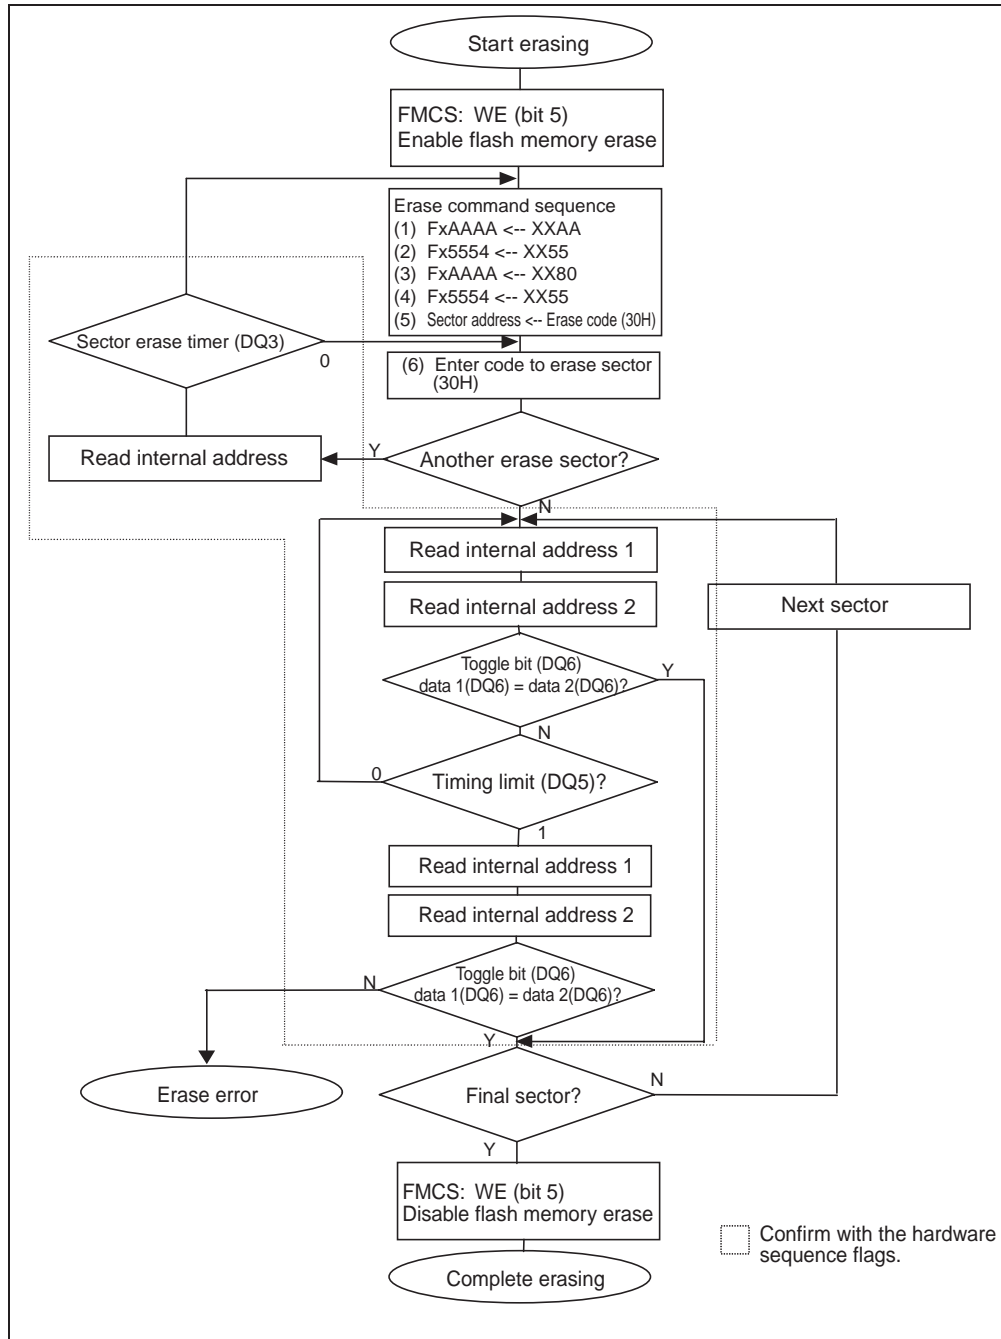 Start erasing
FMCS: WE (bit 5)
Enable flash memory erase
Erase command sequence
(1) FxAAAA <-- XXAA
(2) Fx5554 <-- XX55
(3) FxAAAA <-- XX80
(4) Fx5554 <-- XX55
(5) Sector address <-- Erase code (30H)
Sector erase timer (DQ3)
0
(6) Enter code to erase sector
(30H)
Read internal address
Y
Another erase sector?
N
Read internal address 1
Read internal address 2
Next sector
Toggle bit (DQ6)
data 1(DQ6) = data 2(DQ6)?
Y
N
0
Timing limit (DQ5)?
1
Read internal address 1
Read internal address 2
N
Toggle bit (DQ6)
data 1(DQ6) = data 2(DQ6)?
Y
Erase error
Final sector?
N
Y
FMCS: WE (bit 5)
Disable flash memory erase
Confirm with the hardware
sequence flags.
Complete erasing